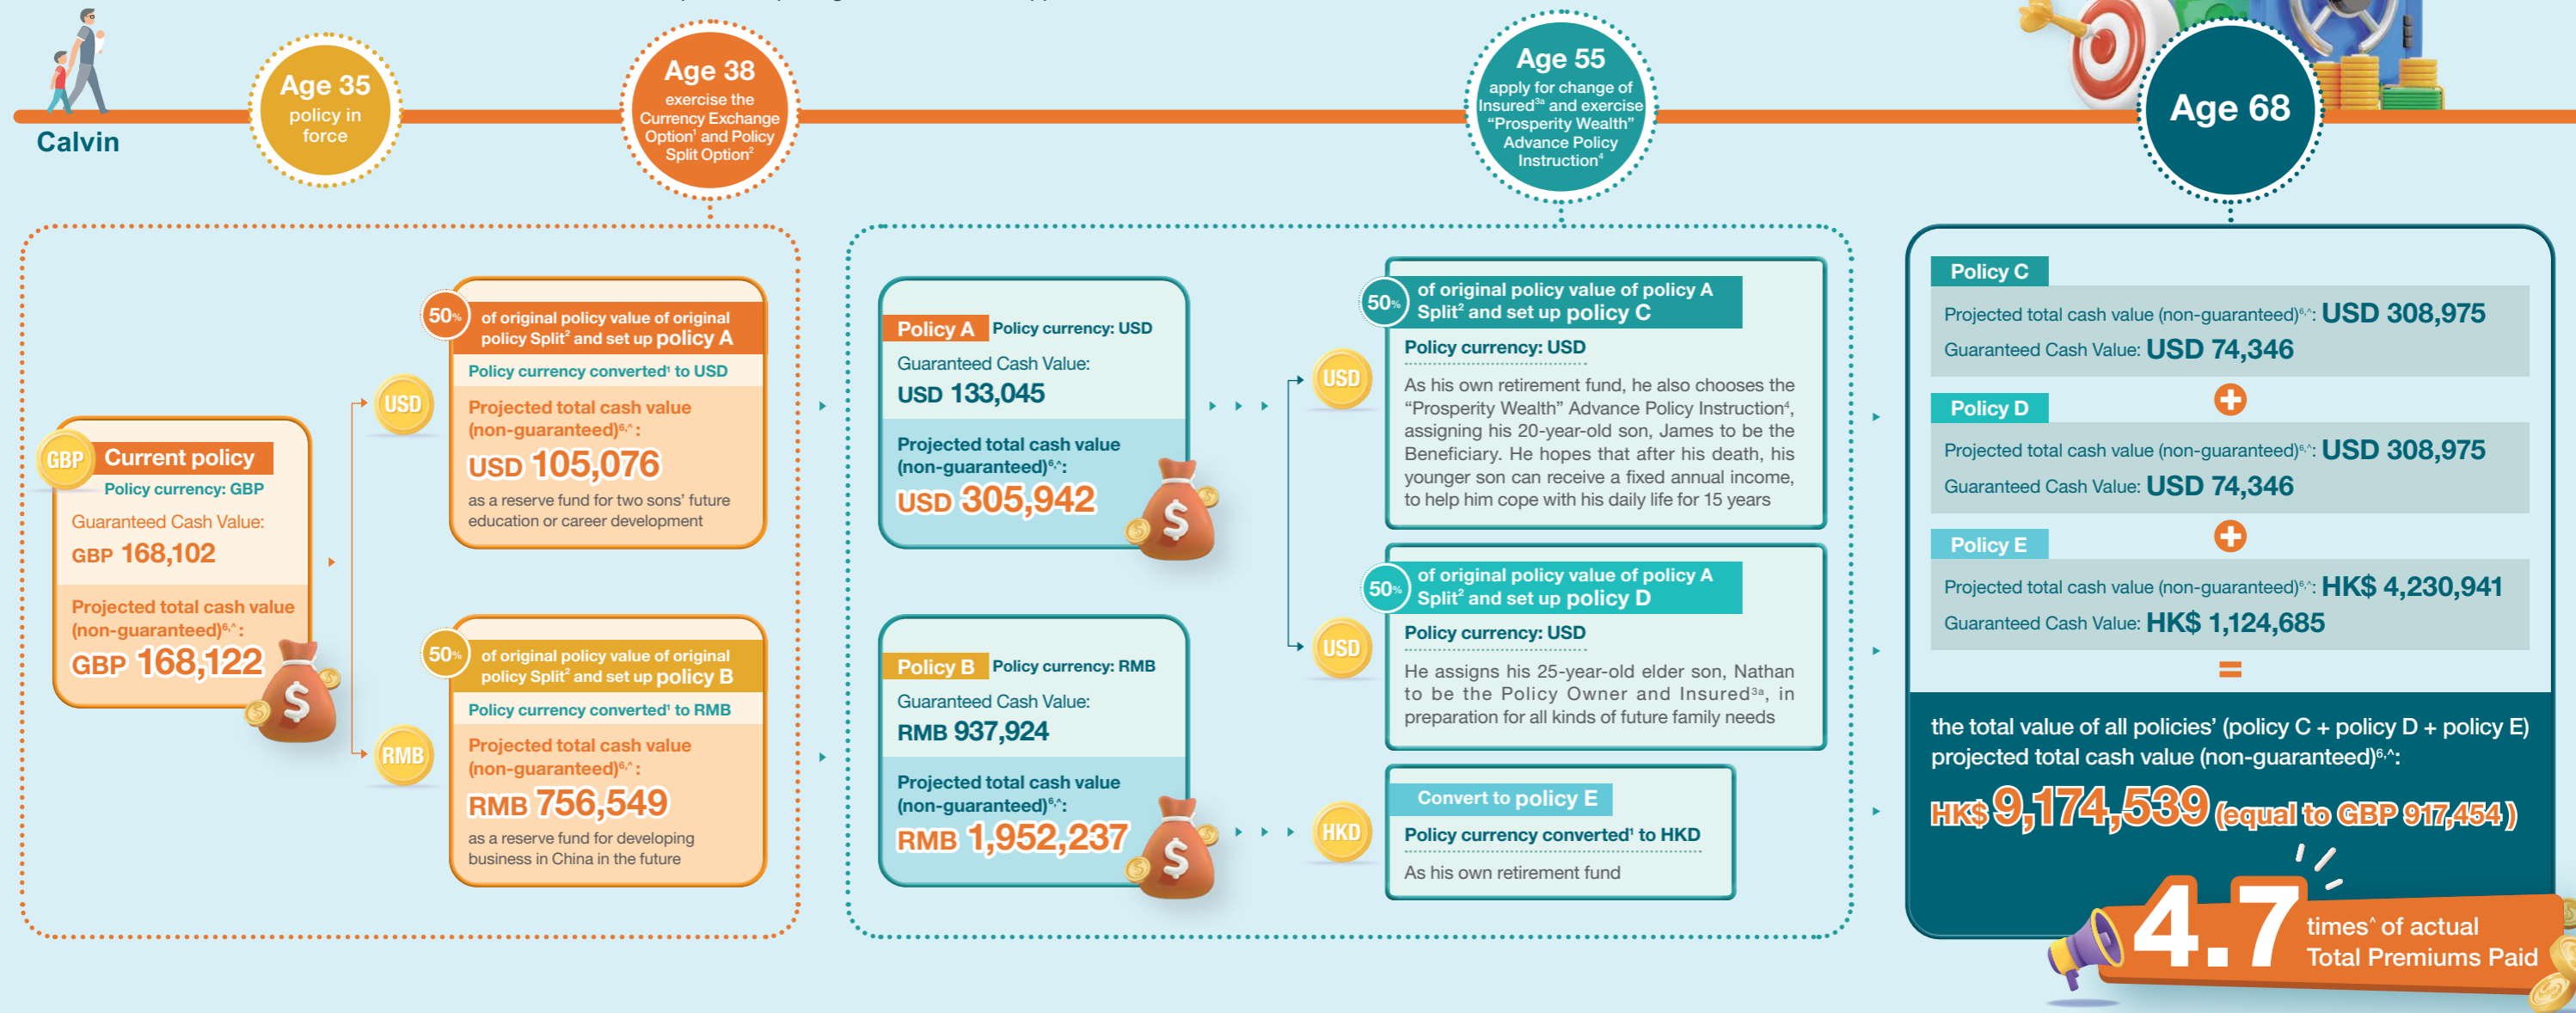 Calvin
Age 35
policy in
force
Age 38
exercise the
Currency Exchange
Option¹ and Policy
Split Option²
Age 55
apply for change of
Insured³ᵃ and exercise
“Prosperity Wealth”
Advance Policy
Instruction⁴
Age 68
GBP
Current policy
Policy currency: GBP
Guaranteed Cash Value:
GBP 168,102
Projected total cash value
(non-guaranteed)⁶,^:
GBP 168,122
$
USD
50%
of original policy value of original
policy Split² and set up policy A
Policy currency converted¹ to USD
Projected total cash value
(non-guaranteed)⁶,^:
USD 105,076
as a reserve fund for two sons’ future
education or career development
RMB
50%
of original policy value of original
policy Split² and set up policy B
Policy currency converted¹ to RMB
Projected total cash value
(non-guaranteed)⁶,^:
RMB 756,549
as a reserve fund for developing
business in China in the future
Policy A Policy currency: USD
Guaranteed Cash Value:
USD 133,045
Projected total cash value
(non-guaranteed)⁶,^:
USD 305,942
$
Policy B Policy currency: RMB
Guaranteed Cash Value:
RMB 937,924
Projected total cash value
(non-guaranteed)⁶,^:
RMB 1,952,237
$
USD
50%
of original policy value of policy A
Split² and set up policy C
Policy currency: USD
As his own retirement fund, he also chooses the
“Prosperity Wealth” Advance Policy Instruction⁴,
assigning his 20-year-old son, James to be the
Beneficiary. He hopes that after his death, his
younger son can receive a fixed annual income,
to help him cope with his daily life for 15 years
USD
50%
of original policy value of policy A
Split² and set up policy D
Policy currency: USD
He assigns his 25-year-old elder son, Nathan
to be the Policy Owner and Insured³ᵃ, in
preparation for all kinds of future family needs
HKD
Convert to policy E
Policy currency converted¹ to HKD
As his own retirement fund
Policy C
Projected total cash value (non-guaranteed)⁶,^: USD 308,975
Guaranteed Cash Value: USD 74,346
+
Policy D
Projected total cash value (non-guaranteed)⁶,^: USD 308,975
Guaranteed Cash Value: USD 74,346
+
Policy E
Projected total cash value (non-guaranteed)⁶,^: HK$ 4,230,941
Guaranteed Cash Value: HK$ 1,124,685
=
the total value of all policies’ (policy C + policy D + policy E)
projected total cash value (non-guaranteed)⁶,^:
HK$ 9,174,539 (equal to GBP 917,454 )
4.7 times^ of actual
Total Premiums Paid